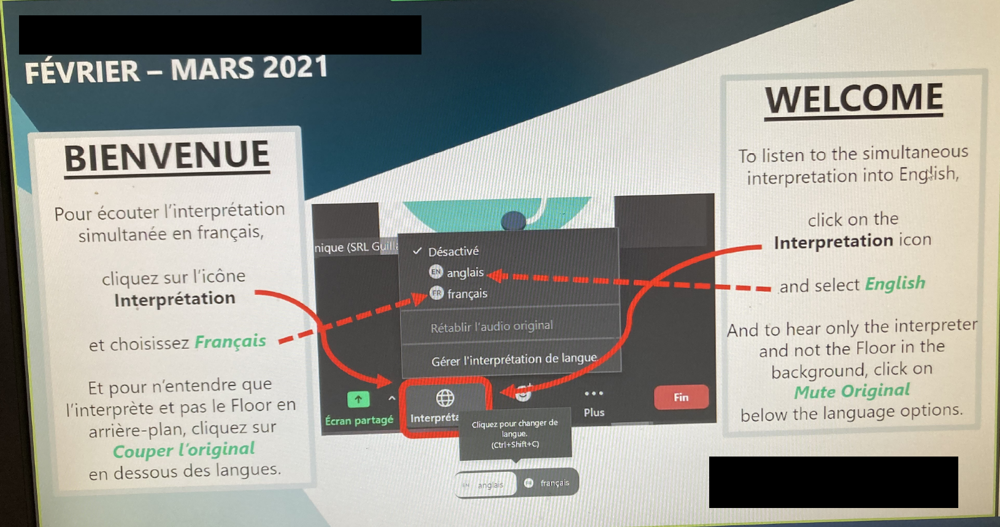 FÉVRIER – MARS 2021
BIENVENUE
Pour écouter l'interprétation
simultanée en français,
cliquez sur l'icône
Interprétation
et choisissez Français
Et pour n'entendre que
l'interprète et pas le Floor en
arrière-plan, cliquez sur
Couper l'original
en dessous des langues.
nique (SRL Guill
✓ Désactivé
EN anglais
FR français
Rétablir l'audio original
Gérer l'interprétation de langue
Écran partagé
Interpréta
Plus
Fin
Cliquez pour changer de
langue.
(Ctrl+Shift+C)
EN anglais
FR français
WELCOME
To listen to the simultaneous
interpretation into English,
click on the
Interpretation icon
and select English
And to hear only the interpreter
and not the Floor in the
background, click on
Mute Original
below the language options.